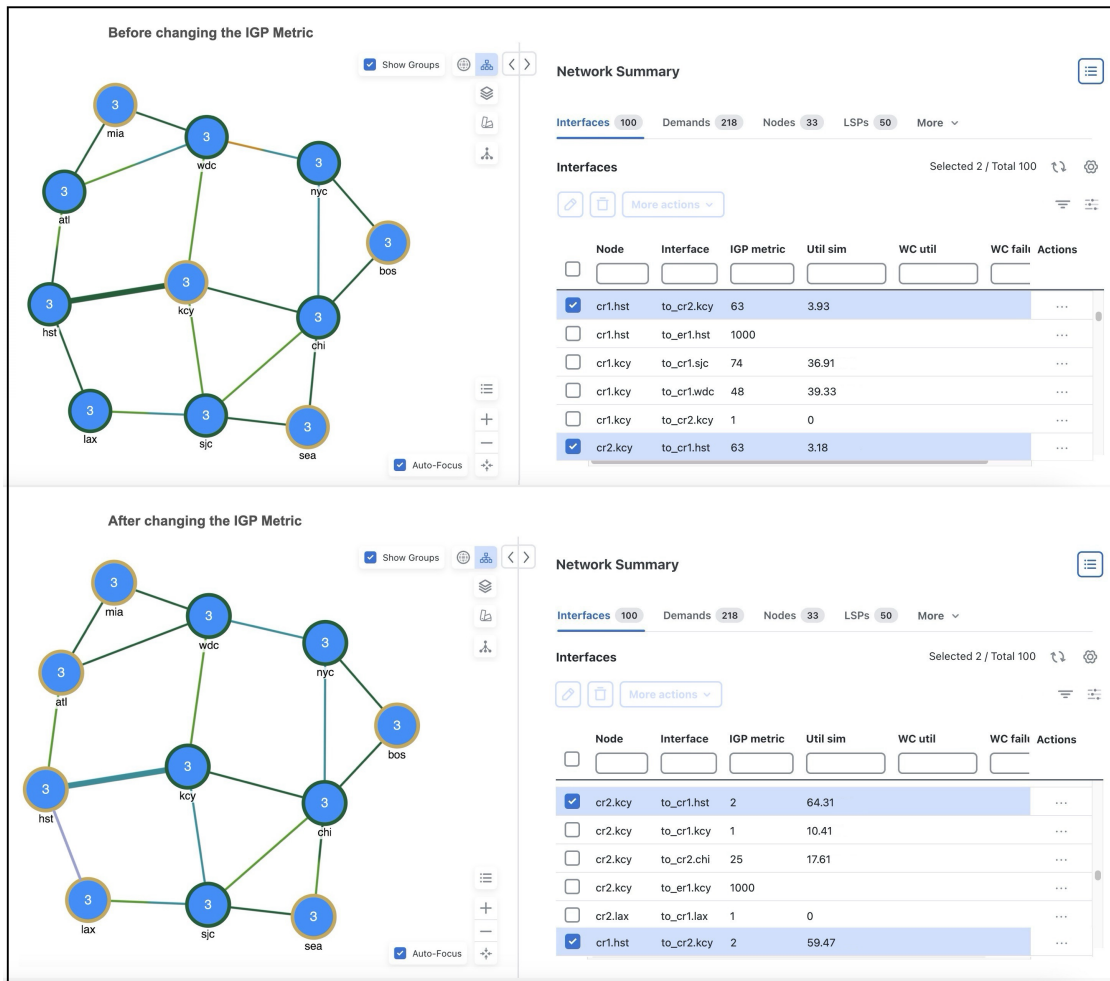 Before changing the IGP Metric
Show Groups
3
mia
3
wdc
3
nyc
3
atl
3
bos
3
kcy
3
hst
3
chi
3
lax
3
sjc
3
sea
Auto-Focus
Network Summary
Interfaces 100 Demands 218 Nodes 33 LSPs 50 More
Interfaces Selected 2 / Total 100
More actions
Node Interface IGP metric Util sim WC util WC failu Actions
cr1.hst to_cr2.kcy 63 3.93 ...
cr1.hst to_er1.hst 1000 ...
cr1.kcy to_cr1.sjc 74 36.91 ...
cr1.kcy to_cr1.wdc 48 39.33 ...
cr1.kcy to_cr2.kcy 1 0 ...
cr2.kcy to_cr1.hst 63 3.18 ...
After changing the IGP Metric
Show Groups
3
mia
3
wdc
3
nyc
3
atl
3
bos
3
kcy
3
hst
3
chi
3
lax
3
sjc
3
sea
Auto-Focus
Network Summary
Interfaces 100 Demands 218 Nodes 33 LSPs 50 More
Interfaces Selected 2 / Total 100
More actions
Node Interface IGP metric Util sim WC util WC failu Actions
cr2.kcy to_cr1.hst 2 64.31 ...
cr2.kcy to_cr1.kcy 1 10.41 ...
cr2.kcy to_cr2.chi 25 17.61 ...
cr2.kcy to_er1.kcy 1000 ...
cr2.lax to_cr1.lax 1 0 ...
cr1.hst to_cr2.kcy 2 59.47 ...